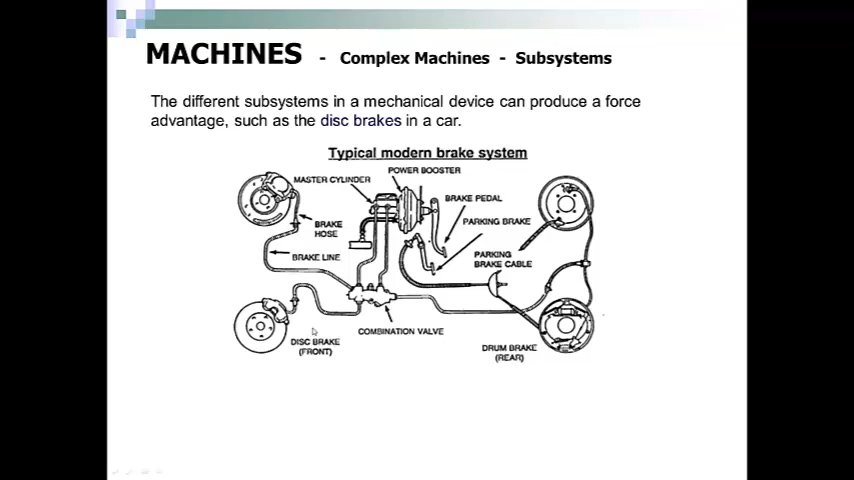 MACHINES - Complex Machines - Subsystems
The different subsystems in a mechanical device can produce a force
advantage, such as the disc brakes in a car.
Typical modern brake system
POWER BOOSTER
MASTER CYLINDER
BRAKE PEDAL
PARKING BRAKE
BRAKE
HOSE
BRAKE LINE
PARKING
BRAKE CABLE
COMBINATION VALVE
DISC BRAKE
(FRONT)
DRUM BRAKE
(REAR)